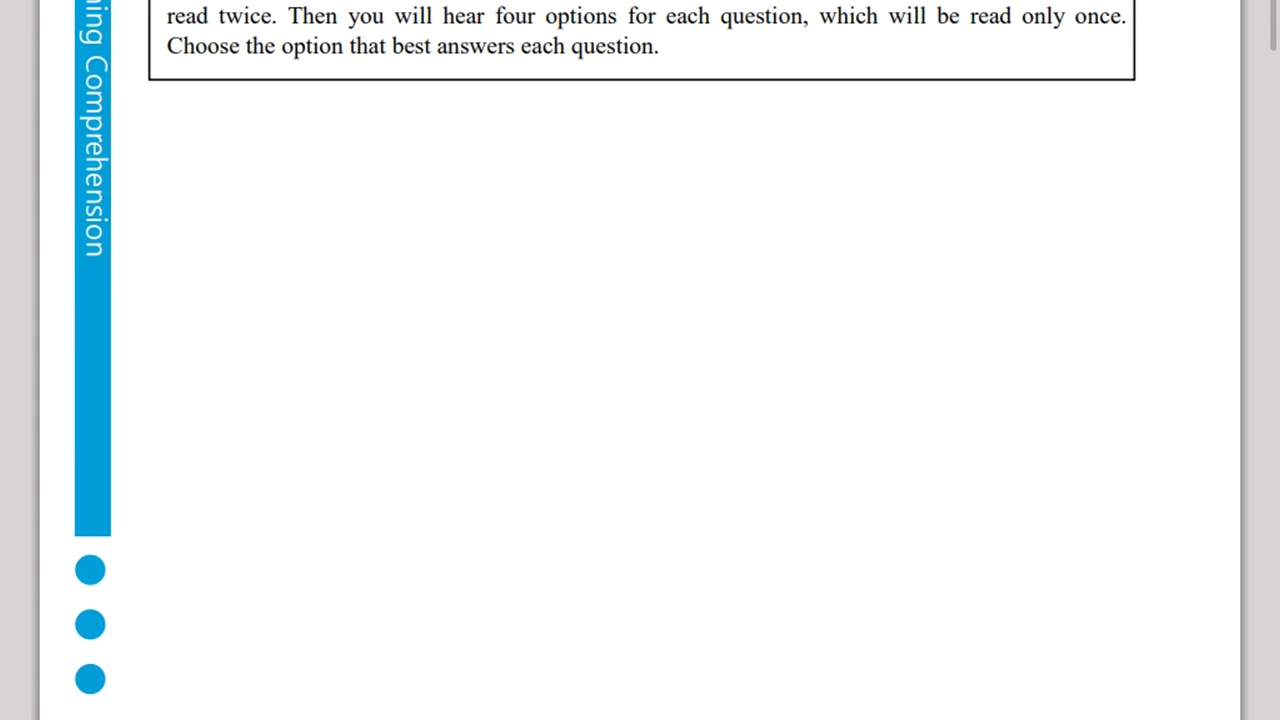 read twice. Then you will hear four options for each question, which will be read only once.
Choose the option that best answers each question.
ning Comprehension